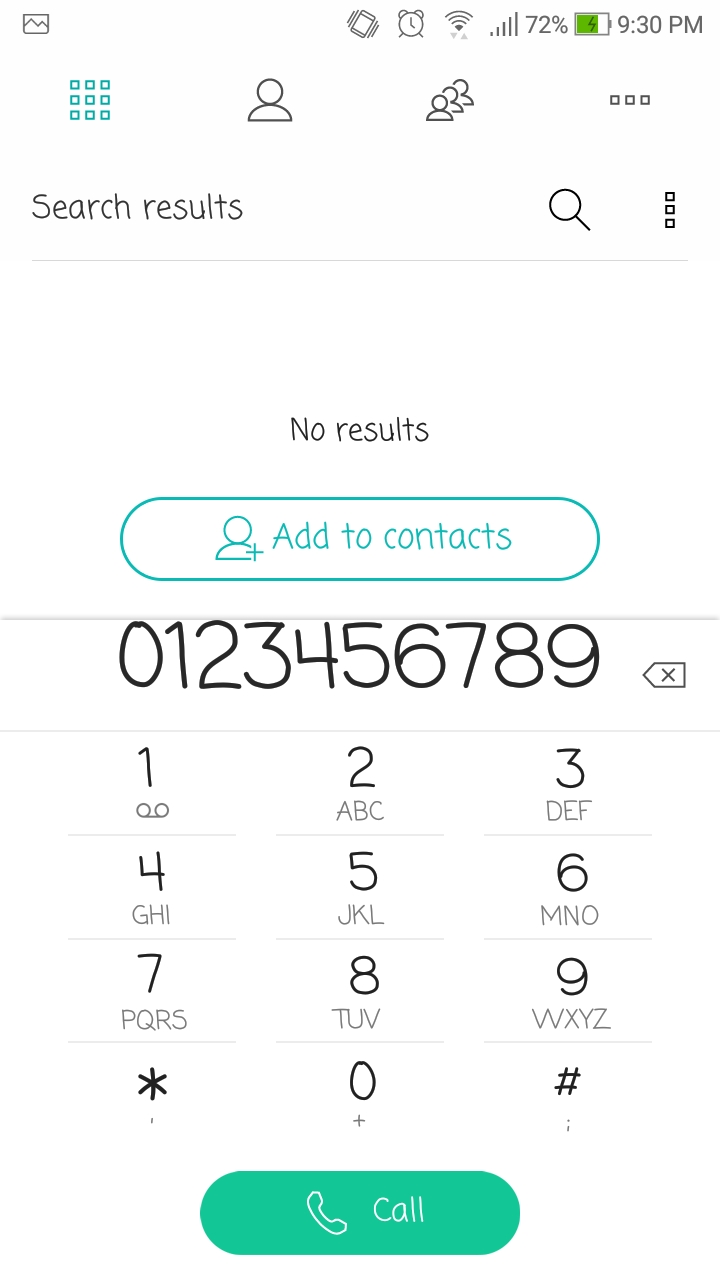 72% 9:30 PM
Search results
No results
Add to contacts
0123456789
1 2 3
ABC DEF
4 5 6
GHI JKL MNO
7 8 9
PQRS TUV WXYZ
* 0 #
' + ;
Call